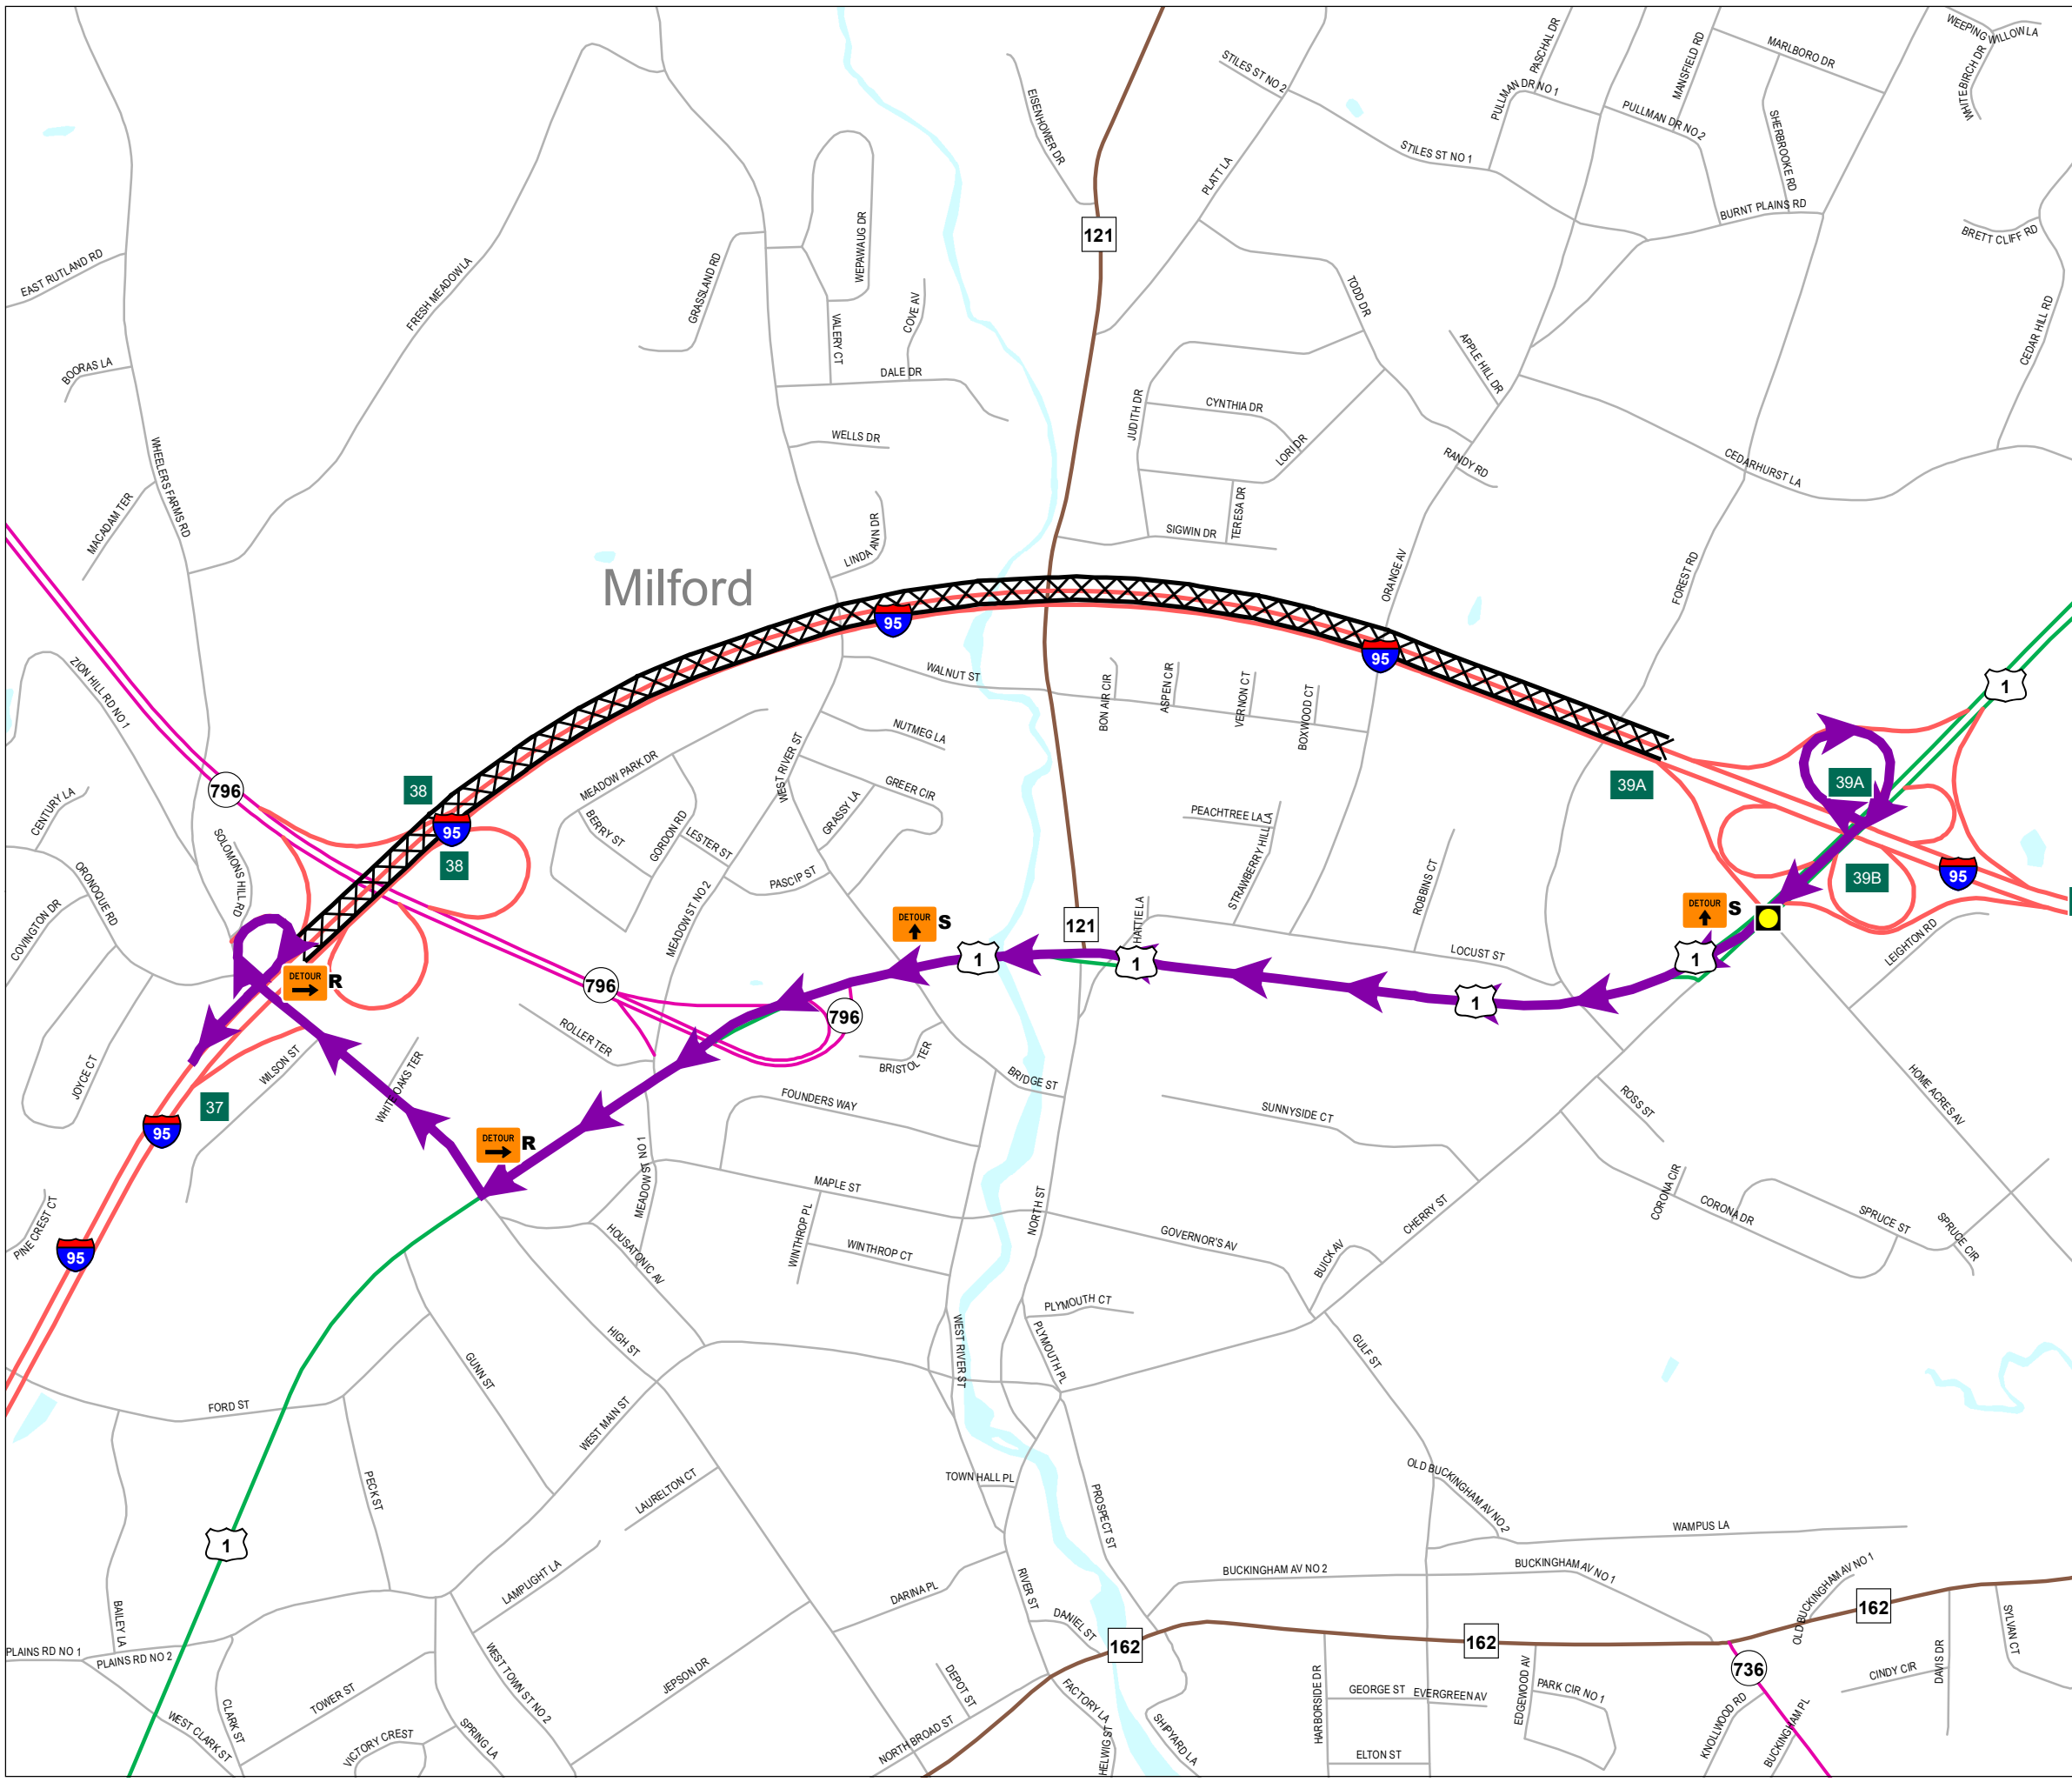 WEEPING WILLOW LA
MARLBORO DR
PASCHAL DR
MANSFIELD RD
WHITE BIRCH DR
STILES ST NO 2
PULLMAN DR NO 1
PULLMAN DR NO 2
EISENHOWER DR
SHERBROOKE RD
STILES ST NO 1
PLATT LA
BURNT PLAINS RD
121
BRETT CLIFF RD
WEPAWAUG DR
EAST RUTLAND RD
FRESH MEADOW LA
GRASSLAND RD
TODD DR
COVE AV
VALERY CT
CEDAR HILL RD
APPLE HILL DR
BOORAS LA
DALE DR
CYNTHIA DR
JUDITH DR
WELLS DR
LORI DR
RANDY RD
CEDARHURST LA
WHEELERS FARMS RD
MACADAM TER
TERESA DR
SIGWIN DR
LINDA ANN DR
Milford
ORANGE AV
FOREST RD
95
95
WALNUT ST
ZION HILL RD NO 1
BON AIR CIR
ASPEN CIR
VERNON CT
BOXWOOD CT
1
NUTMEG LA
WEST RIVER ST
MEADOW PARK DR
796
38
GREER CIR
39A
39A
CENTURY LA
BERRY ST
GORDON RD
GRASSY LA
PEACHTREE LA
STRAWBERRY HILL LA
95
LESTER ST
38
PASCIP ST
SOLOMONS HILL RD
ORONOQUE RD
ROBINS CT
39B
95
COVINGTON DR
MEADOW ST NO 2
DETOUR
S
121
HATTIE LA
DETOUR
S
LEIGHTON RD
LOCUST ST
1
1
1
DETOUR
R
796
1
796
ROLLER TER
WILSON ST
BRISTOL TER
JOYCE CT
WHITE OAKS TER
BRIDGE ST
HOME ACRES AV
37
FOUNDERS WAY
SUNNYSIDE CT
ROSS ST
95
DETOUR
R
MEADOW ST NO 1
MAPLE ST
CORONA CIR
CORONA DR
SPRUCE ST
SPRUCE CIR
PINE CREST CT
NORTH ST
CHERRY ST
WINTHROP PL
WINTHROP CT
GOVERNOR'S AV
HOUSATONIC AV
BUICK AV
95
PLYMOUTH CT
PLYMOUTH PL
HIGH ST
WEST RIVER ST
GULF ST
GUNN ST
FORD ST
WEST MAIN ST
PECK ST
LAURELTON CT
TOWN HALL PL
OLD BUCKINGHAM AV NO 2
PROSPECT ST
WAMPUS LA
1
LAMPLIGHT LA
BUCKINGHAM AV NO 2
BUCKINGHAM AV NO 1
OLD BUCKINGHAM AV NO 1
DARINA PL
RIVER ST
BAILEY LA
DANIEL ST
162
162
162
SYLVAN CT
PLAINS RD NO 1
PLAINS RD NO 2
WEST TOWN ST NO 2
JEPSON DR
DEPOT ST
736
DAVIS DR
CINDY CIR
HARBORSIDE DR
GEORGE ST
EVERGREEN AV
EDGEWOOD AV
PARK CIR NO 1
TOWER ST
CLARK ST
WEST CLARK ST
FACTORY LA
SHIPYARD LA
KNOLLWOOD RD
BUCKINGHAM PL
VICTORY CREST
SPRING LA
NORTH BROAD ST
HELWIG ST
ELTON ST